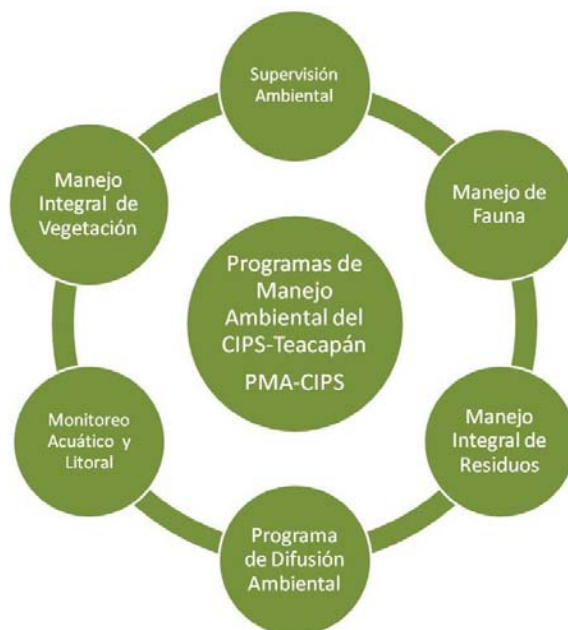 Supervisión
Ambiental
Manejo de
Fauna
Manejo
Integral de
Residuos
Programa
de Difusión
Ambiental
Monitoreo
Acuático y
Litoral
Manejo
Integral de
Vegetación
Programas de
Manejo
Ambiental del
CIPS-Teacapán
PMA-CIPS